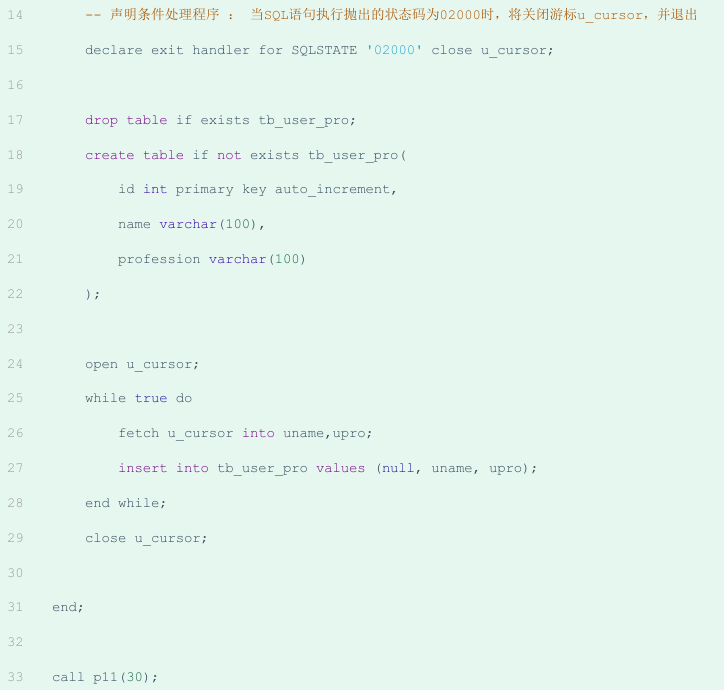 14 -- 声明条件处理程序 ： 当SQL语句执行抛出的状态码为02000时，将关闭游标u_cursor，并退出
15 declare exit handler for SQLSTATE '02000' close u_cursor;
16
17 drop table if exists tb_user_pro;
18 create table if not exists tb_user_pro(
19 id int primary key auto_increment,
20 name varchar(100),
21 profession varchar(100)
22 );
23
24 open u_cursor;
25 while true do
26 fetch u_cursor into uname,upro;
27 insert into tb_user_pro values (null, uname, upro);
28 end while;
29 close u_cursor;
30
31 end;
32
33 call p11(30);